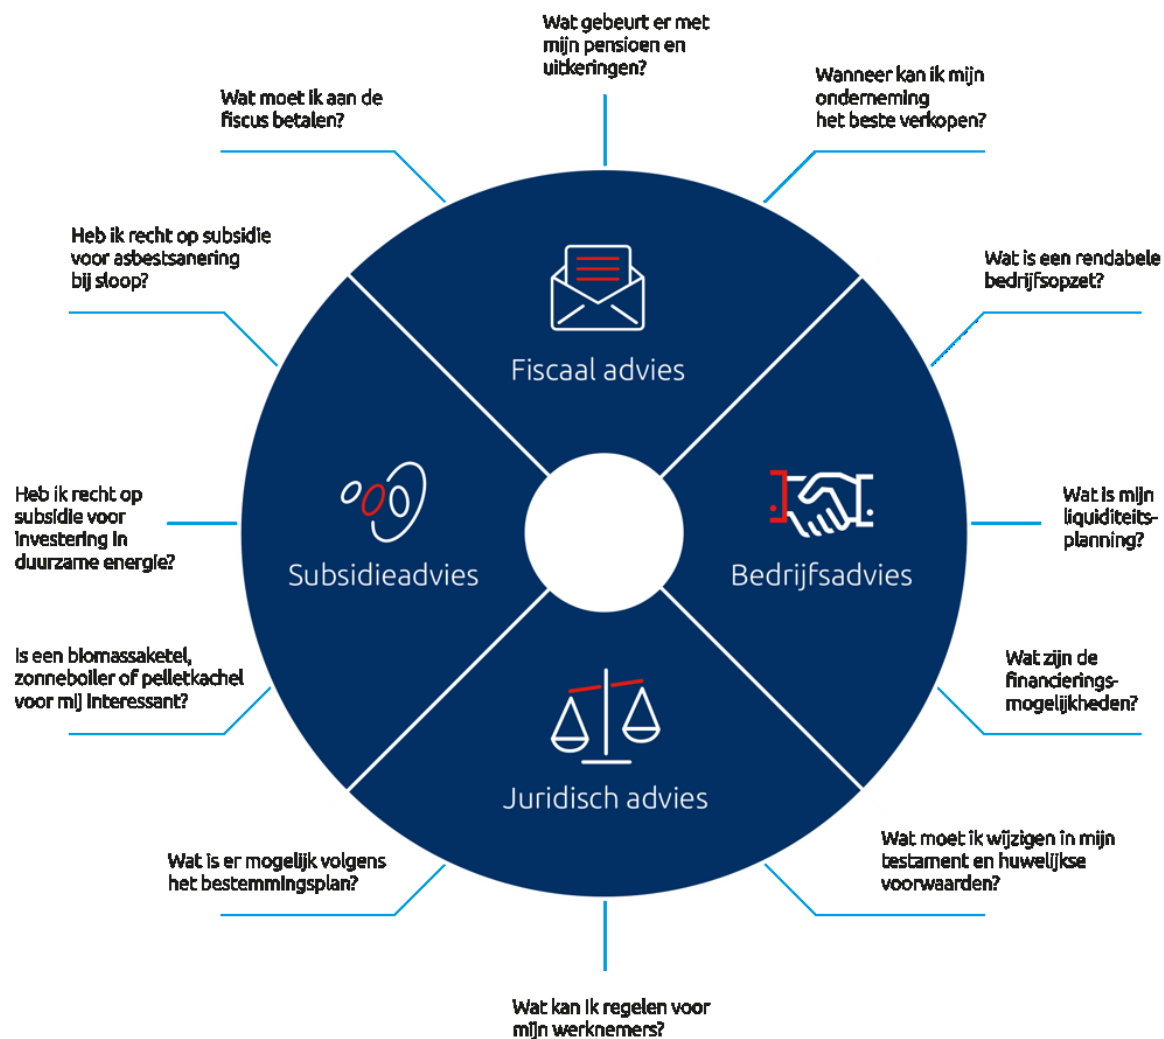 Wat gebeurt er met
mijn pensioen en
uitkeringen?
Wanneer kan ik mijn
onderneming
het beste verkopen?
Wat moet ik aan de
fiscus betalen?
Heb ik recht op subsidie
voor asbestsanering
bij sloop?
Wat is een rendabele
bedrijfsopzet?
Fiscaal advies
Heb ik recht op
subsidie voor
investering in
duurzame energie?
Wat is mijn
liquiditeits-
planning?
Subsidieadvies
Bedrijfsadvies
Is een biomassaketel,
zonneboiler of pelletkachel
voor mij interessant?
Wat zijn de
financierings-
mogelijkheden?
Juridisch advies
Wat is er mogelijk volgens
het bestemmingsplan?
Wat moet ik wijzigen in mijn
testament en huwelijkse
voorwaarden?
Wat kan ik regelen voor
mijn werknemers?